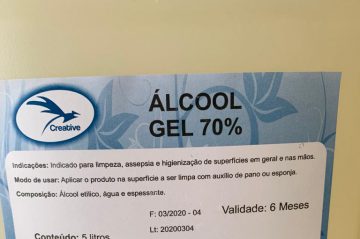 Creative
ÁLCOOL
GEL 70%
Indicações: Indicado para limpeza, assepsia e higienização de superfícies em geral e nas mãos.
Modo de usar: Aplicar o produto na superfície a ser limpa com auxílio de pano ou esponja.
Composição: Álcool etílico, água e espessante.
F: 03/2020 - 04
Validade: 6 Meses
Lt: 20200304
Conteúdo: 5 litros